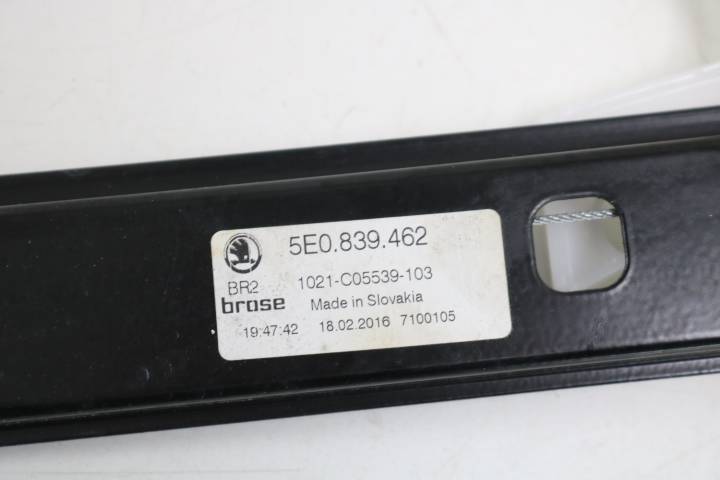 5E0.839.462
BR2 1021-C05539-103
brose Made in Slovakia
19:47:42 18.02.2016 7100105